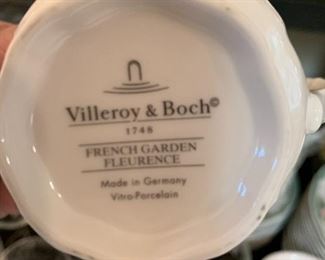 Villeroy & Boch©
1748
FRENCH GARDEN
FLEURENCE
Made in Germany
Vitro-Porcelain